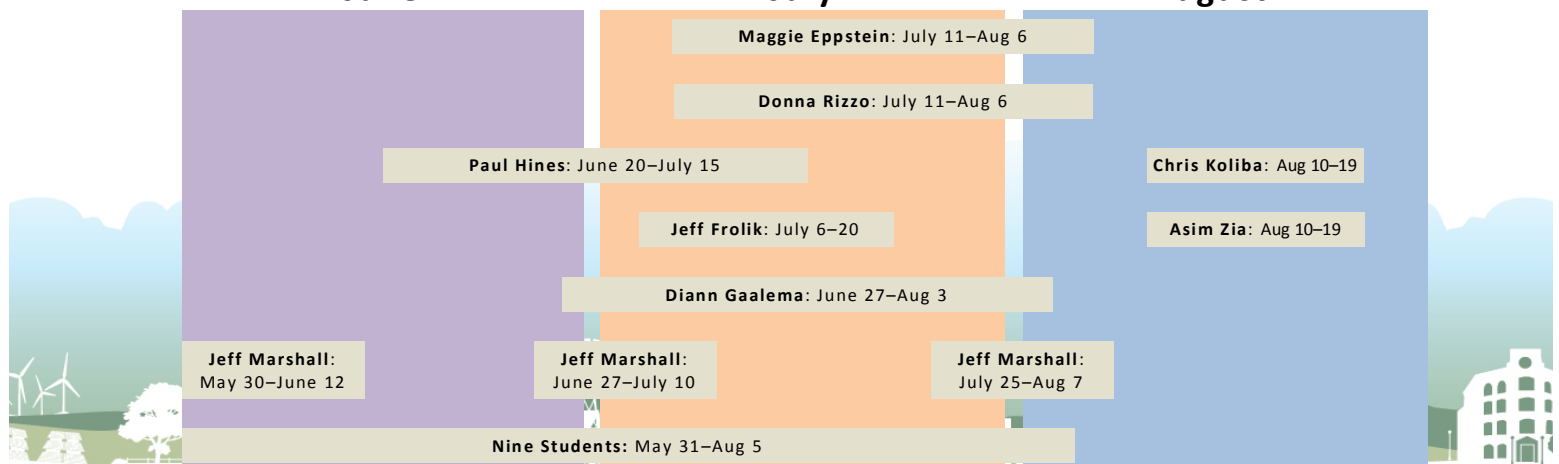 Maggie Eppstein: July 11–Aug 6
Donna Rizzo: July 11–Aug 6
Paul Hines: June 20–July 15
Chris Koliba: Aug 10–19
Jeff Frolik: July 6–20
Asim Zia: Aug 10–19
Diann Gaalema: June 27–Aug 3
Jeff Marshall:
May 30–June 12
Jeff Marshall:
June 27–July 10
Jeff Marshall:
July 25–Aug 7
Nine Students: May 31–Aug 5